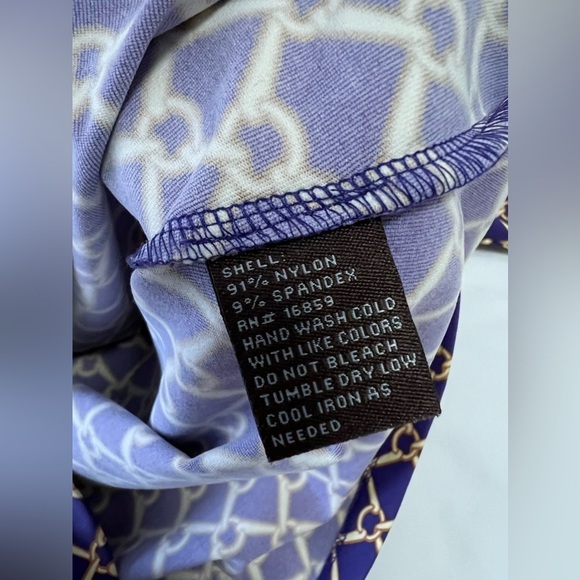 SHELL:
91% NYLON
9% SPANDEX
RN# 16859
HAND WASH COLD
WITH LIKE COLORS
DO NOT BLEACH
TUMBLE DRY LOW
COOL IRON AS
NEEDED